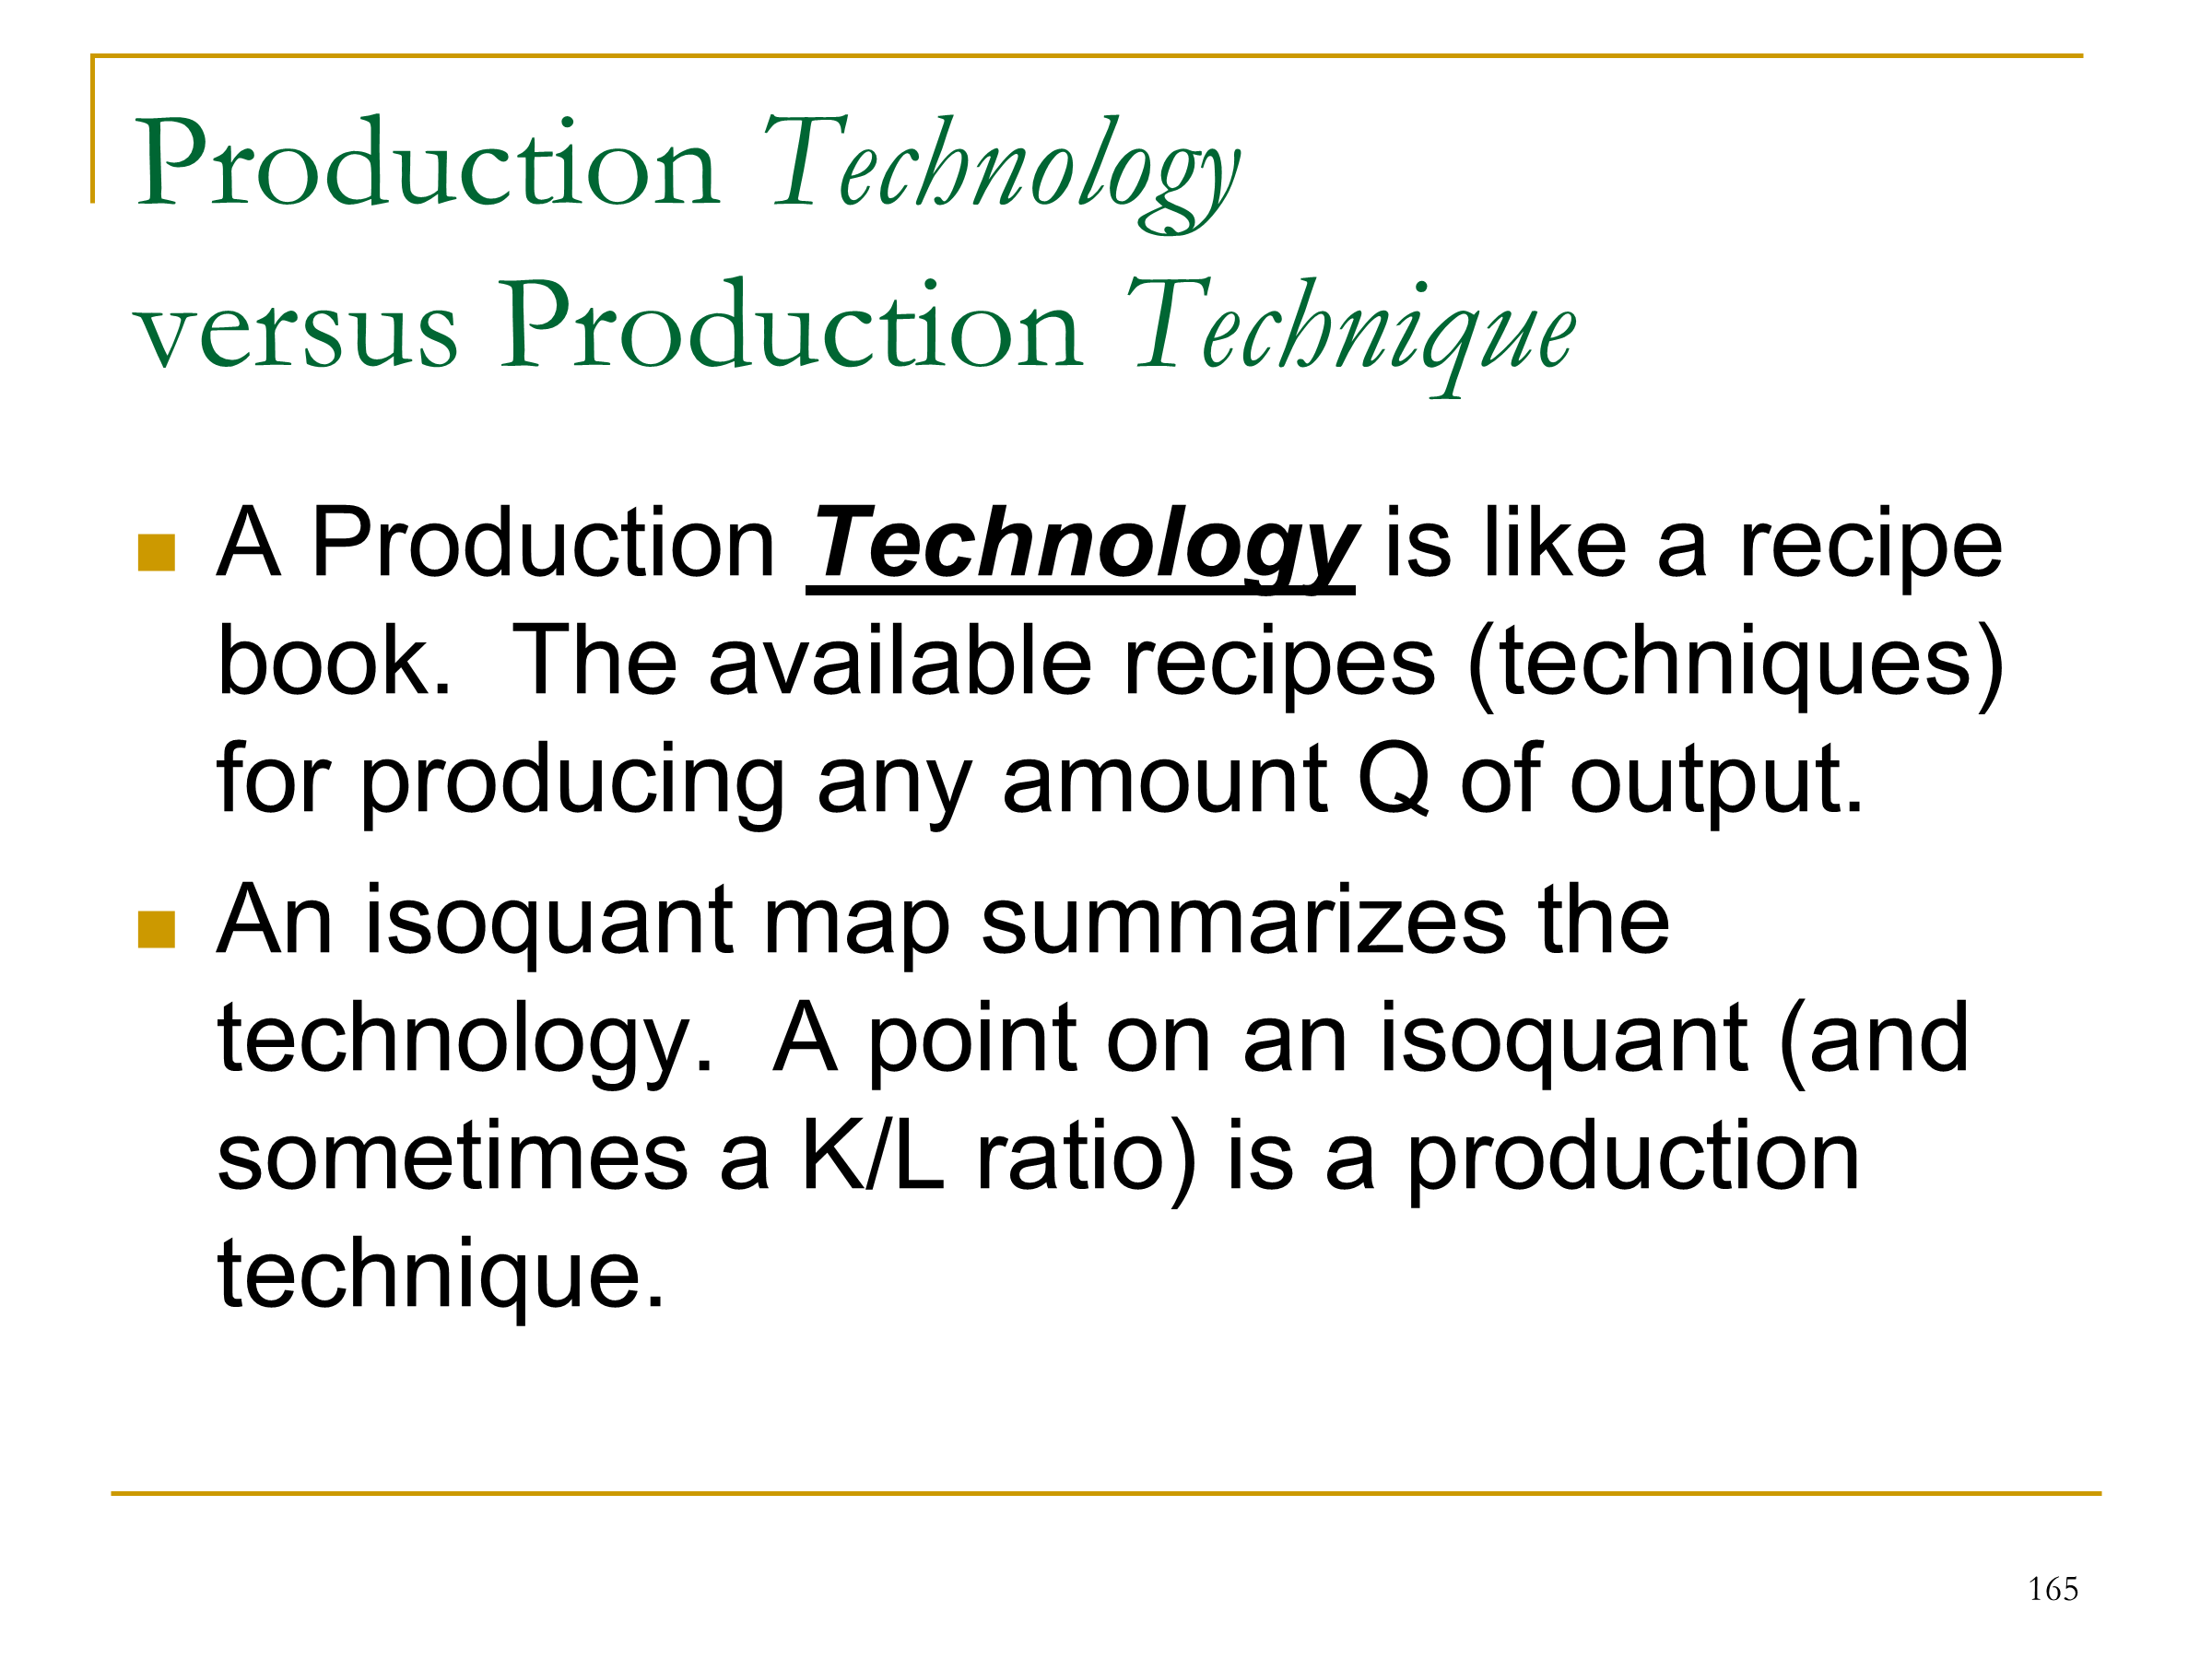 Production Technology
versus Production Technique
A Production Technology is like a recipe
book.  The available recipes (techniques)
for producing any amount Q of output.
An isoquant map summarizes the
technology.  A point on an isoquant (and
sometimes a K/L ratio) is a production
technique.
165